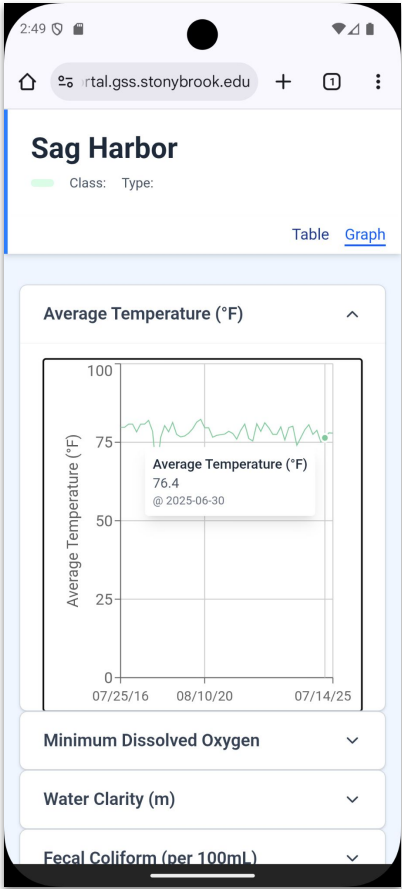 2:49
rtal.gss.stonybrook.edu
1
Sag Harbor
Class: Type:
Table Graph
Average Temperature (°F)
100
75
50
25
0
Average Temperature (°F)
Average Temperature (°F)
76.4
@ 2025-06-30
07/25/16 08/10/20 07/14/25
Minimum Dissolved Oxygen
Water Clarity (m)
Fecal Coliform (per 100mL)